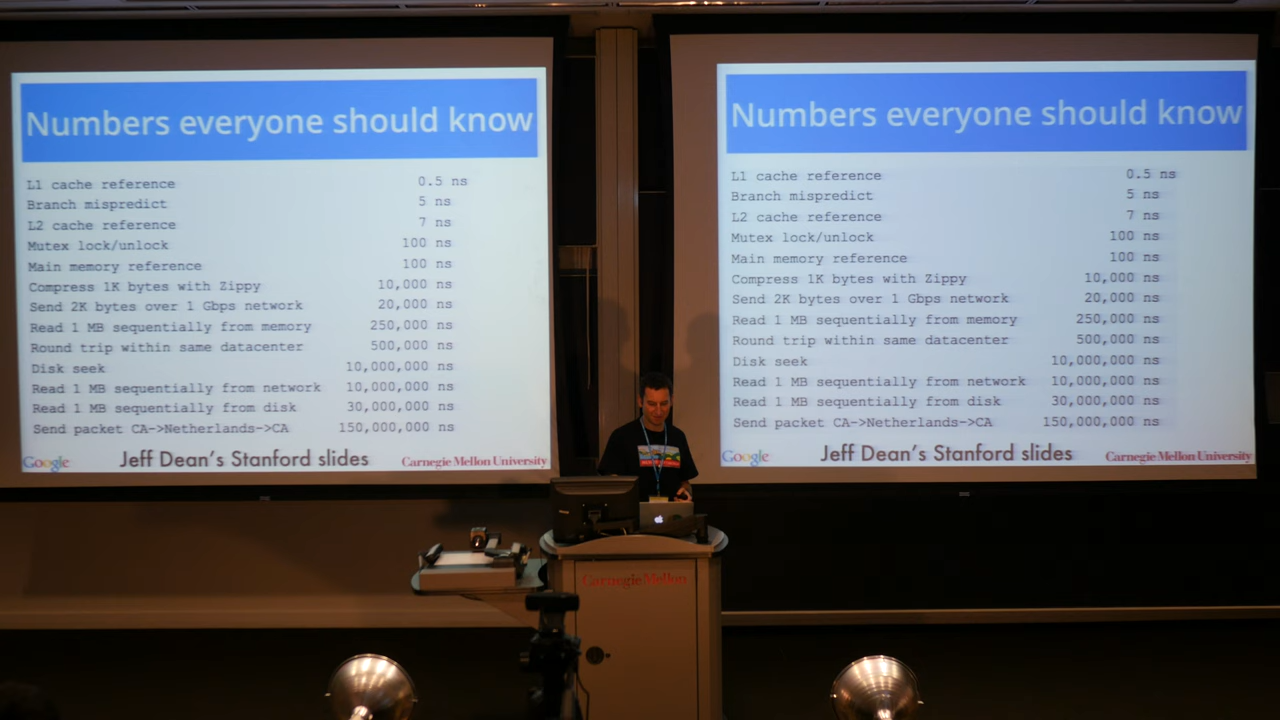 Numbers everyone should know
L1 cache reference 0.5 ns
Branch mispredict 5 ns
L2 cache reference 7 ns
Mutex lock/unlock 100 ns
Main memory reference 100 ns
Compress 1K bytes with Zippy 10,000 ns
Send 2K bytes over 1 Gbps network 20,000 ns
Read 1 MB sequentially from memory 250,000 ns
Round trip within same datacenter 500,000 ns
Disk seek 10,000,000 ns
Read 1 MB sequentially from network 10,000,000 ns
Read 1 MB sequentially from disk 30,000,000 ns
Send packet CA->Netherlands->CA 150,000,000 ns
Google Jeff Dean's Stanford slides Carnegie Mellon University
Numbers everyone should know
L1 cache reference 0.5 ns
Branch mispredict 5 ns
L2 cache reference 7 ns
Mutex lock/unlock 100 ns
Main memory reference 100 ns
Compress 1K bytes with Zippy 10,000 ns
Send 2K bytes over 1 Gbps network 20,000 ns
Read 1 MB sequentially from memory 250,000 ns
Round trip within same datacenter 500,000 ns
Disk seek 10,000,000 ns
Read 1 MB sequentially from network 10,000,000 ns
Read 1 MB sequentially from disk 30,000,000 ns
Send packet CA->Netherlands->CA 150,000,000 ns
Google Jeff Dean's Stanford slides Carnegie Mellon University
Carnegie Mellon